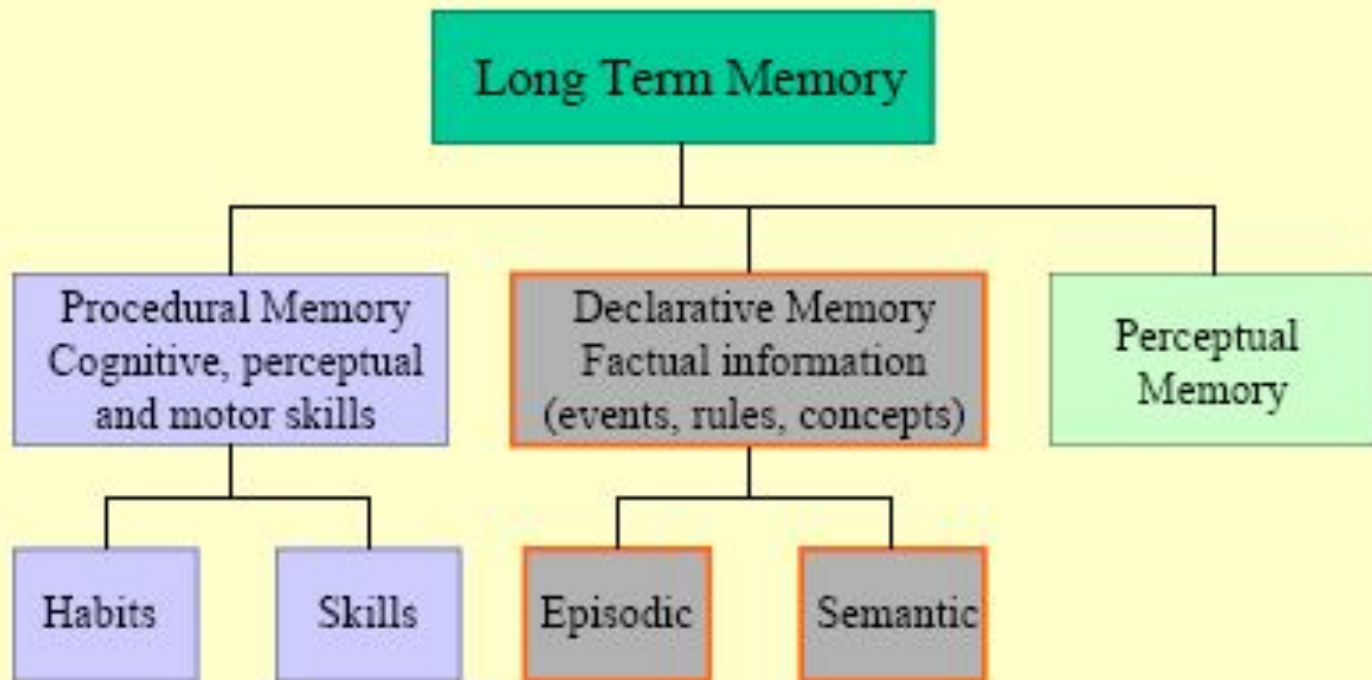 Long Term Memory
Procedural Memory
Cognitive, perceptual
and motor skills
Declarative Memory
Factual information
(events, rules, concepts)
Perceptual
Memory
Habits
Skills
Episodic
Semantic